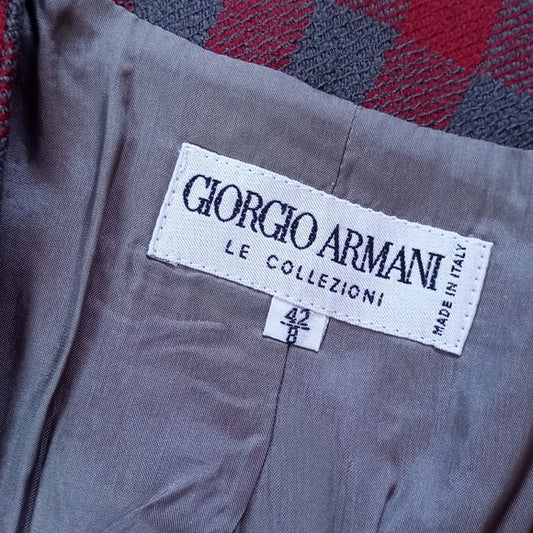 GIORGIO ARMANI
LE COLLEZIONI
MADE IN ITALY
42
8